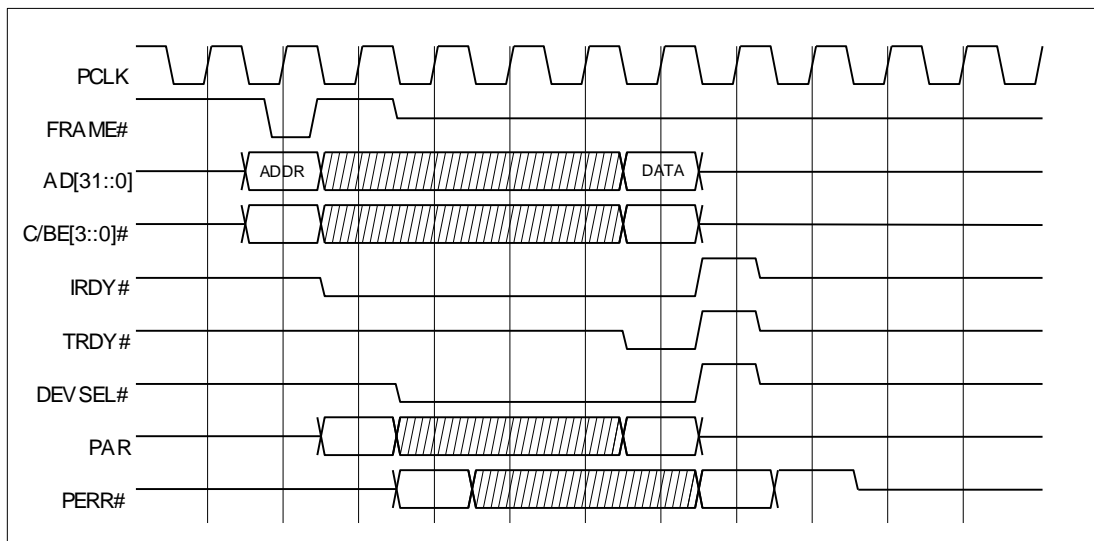 PCLK
FRAME#
AD[31::0]
ADDR
DATA
C/BE[3::0]#
IRDY#
TRDY#
DEVSEL#
PAR
PERR#